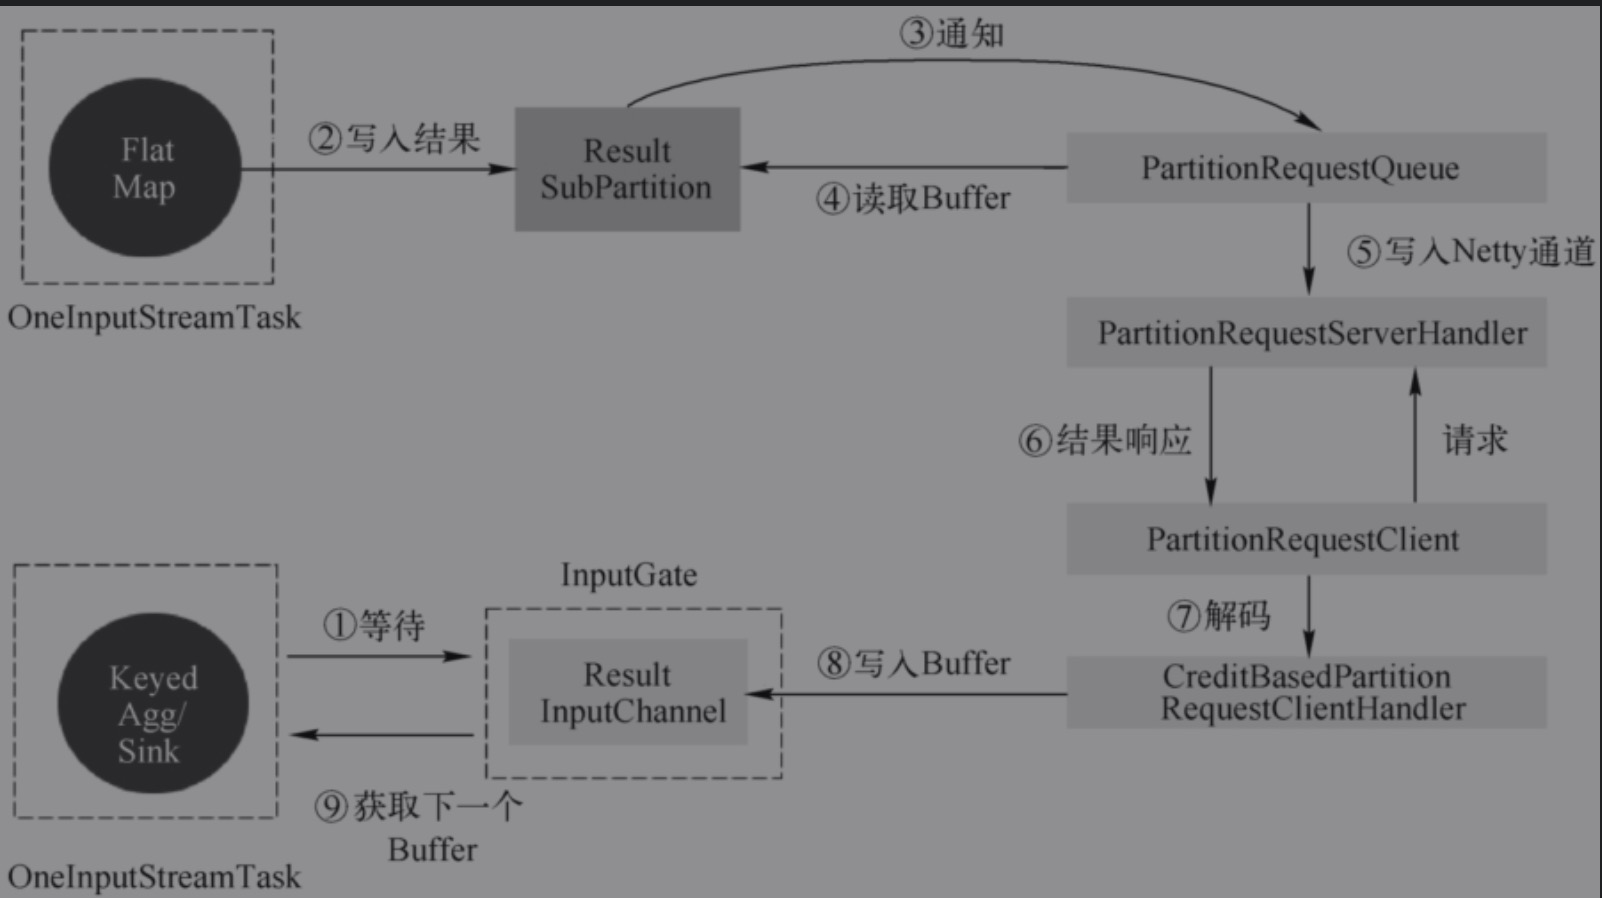 ③通知
Flat
Map
②写入结果
Result
SubPartition
PartitionRequestQueue
④读取Buffer
⑤写入Netty通道
OneInputStreamTask
PartitionRequestServerHandler
⑥结果响应
请求
PartitionRequestClient
InputGate
①等待
⑦解码
Keyed
Agg/
Sink
Result
InputChannel
⑧写入Buffer
CreditBasedPartition
RequestClientHandler
⑨获取下一个
Buffer
OneInputStreamTask